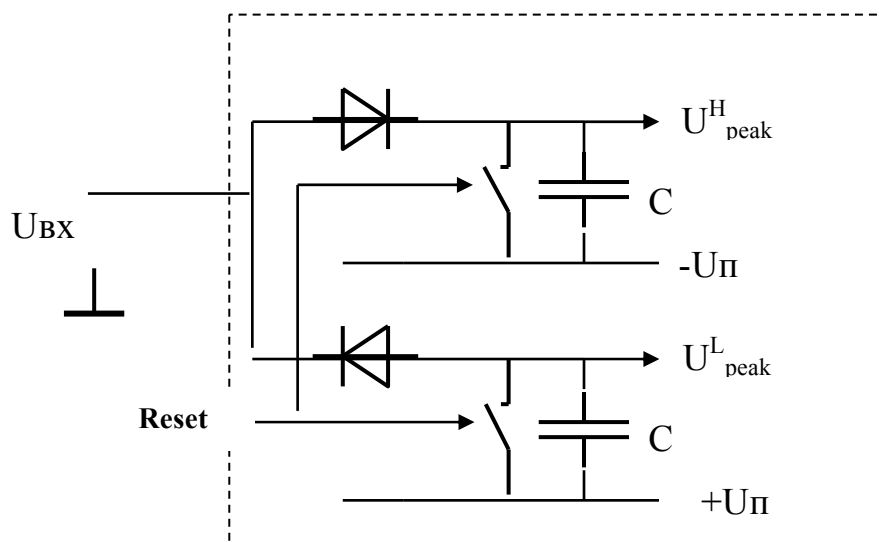 U^H_peak
C
Uвх
-Uп
U^L_peak
Reset
C
+Uп